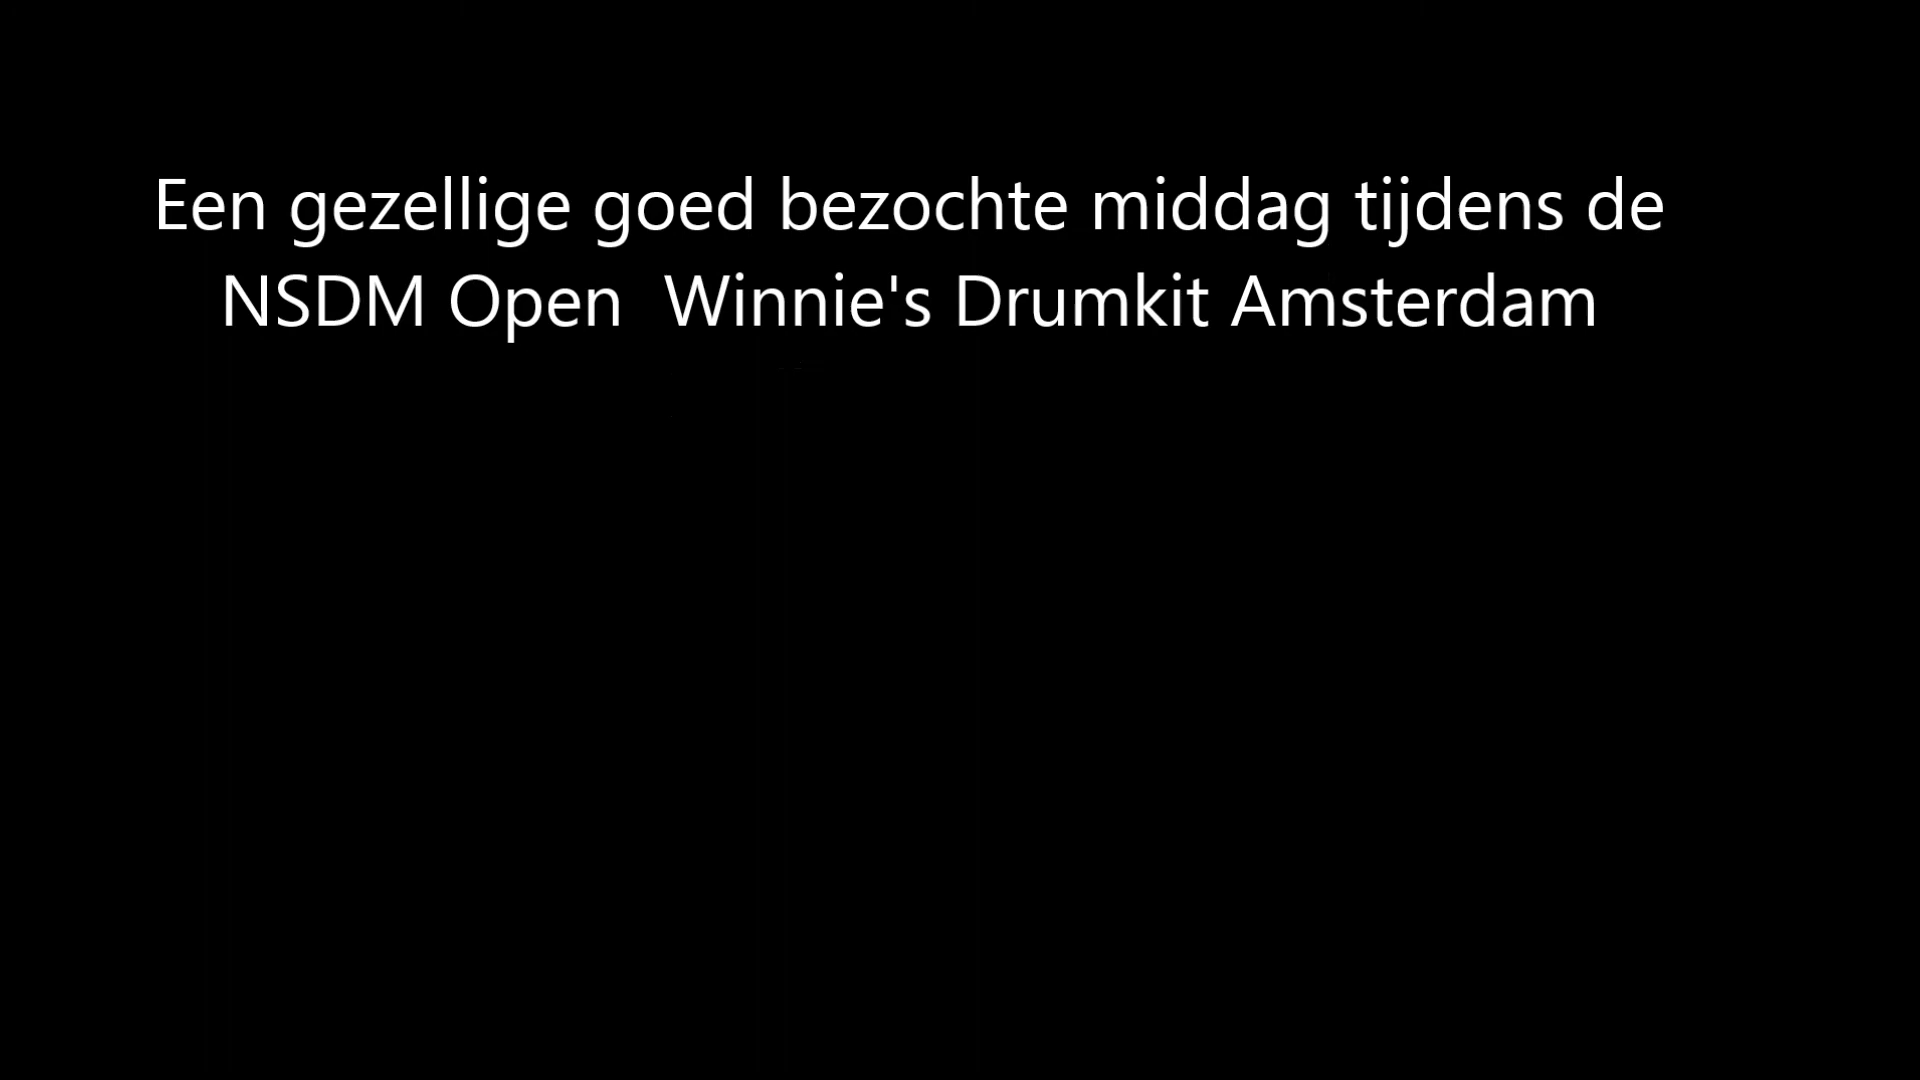 Een gezellige goed bezochte middag tijdens de
NSDM Open  Winnie's Drumkit Amsterdam